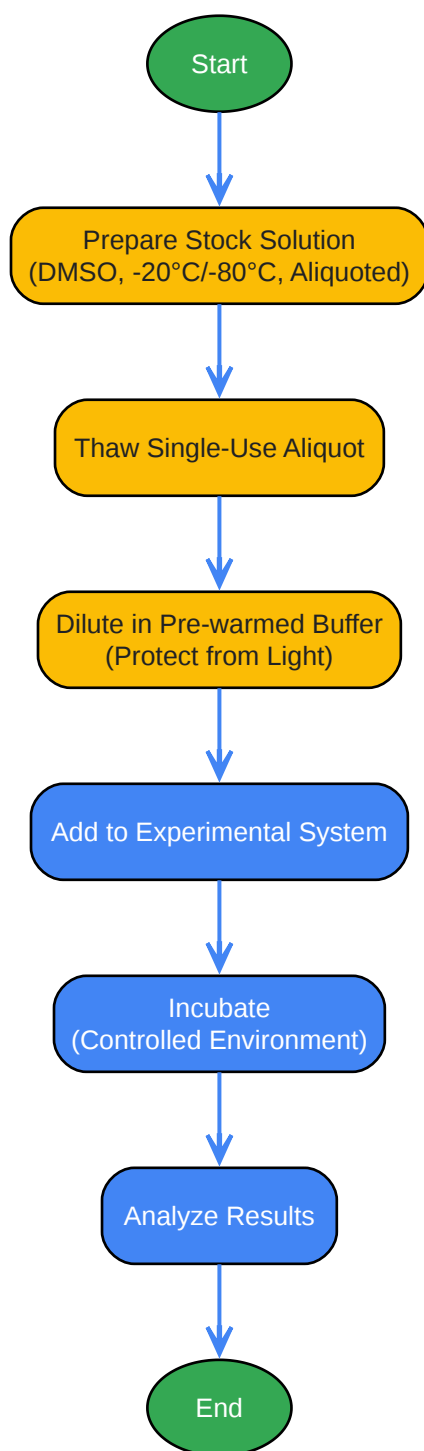 Start
Prepare Stock Solution
(DMSO, -20°C/-80°C, Aliquoted)
Thaw Single-Use Aliquot
Dilute in Pre-warmed Buffer
(Protect from Light)
Add to Experimental System
Incubate
(Controlled Environment)
Analyze Results
End